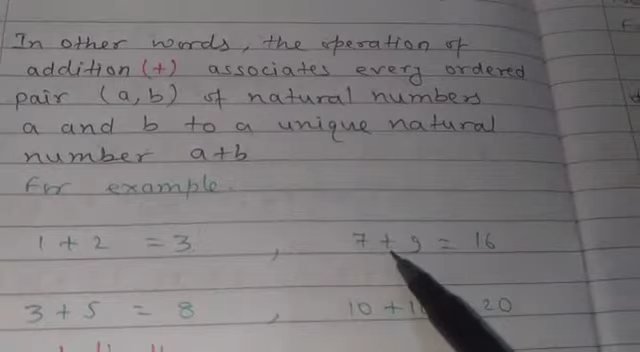 In other words, the operation of
addition (+) associates every ordered
pair (a,b) of natural numbers
a and b to a unique natural
number a+b
For example.
1 + 2 = 3 , 7 + 9 = 16
3 + 5 = 8 , 10 + 20